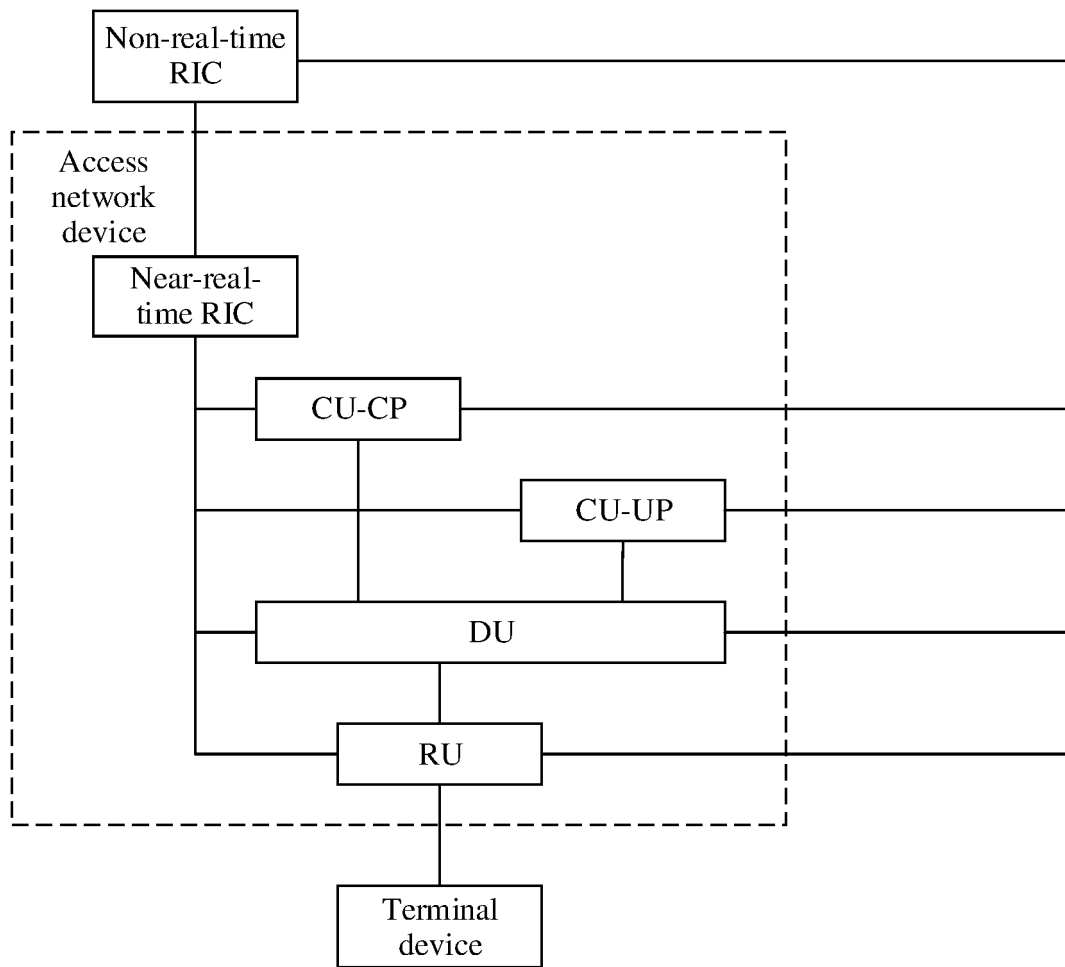 Non-real-time
RIC
Access
network
device
Near-real-
time RIC
CU-CP
CU-UP
DU
RU
Terminal
device